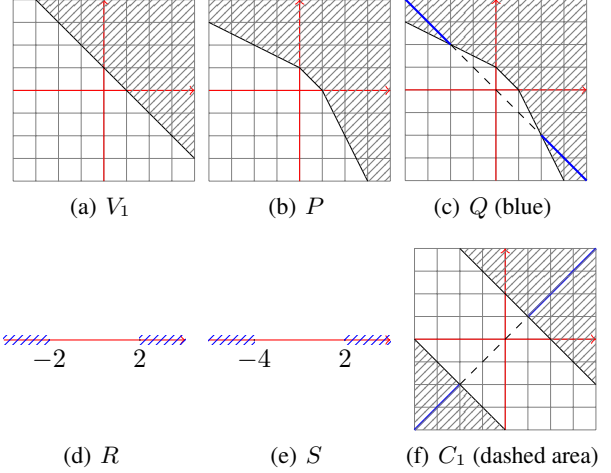 (a) V₁
(b) P
(c) Q (blue)
−2 2
−4 2
(d) R
(e) S
(f) C₁ (dashed area)